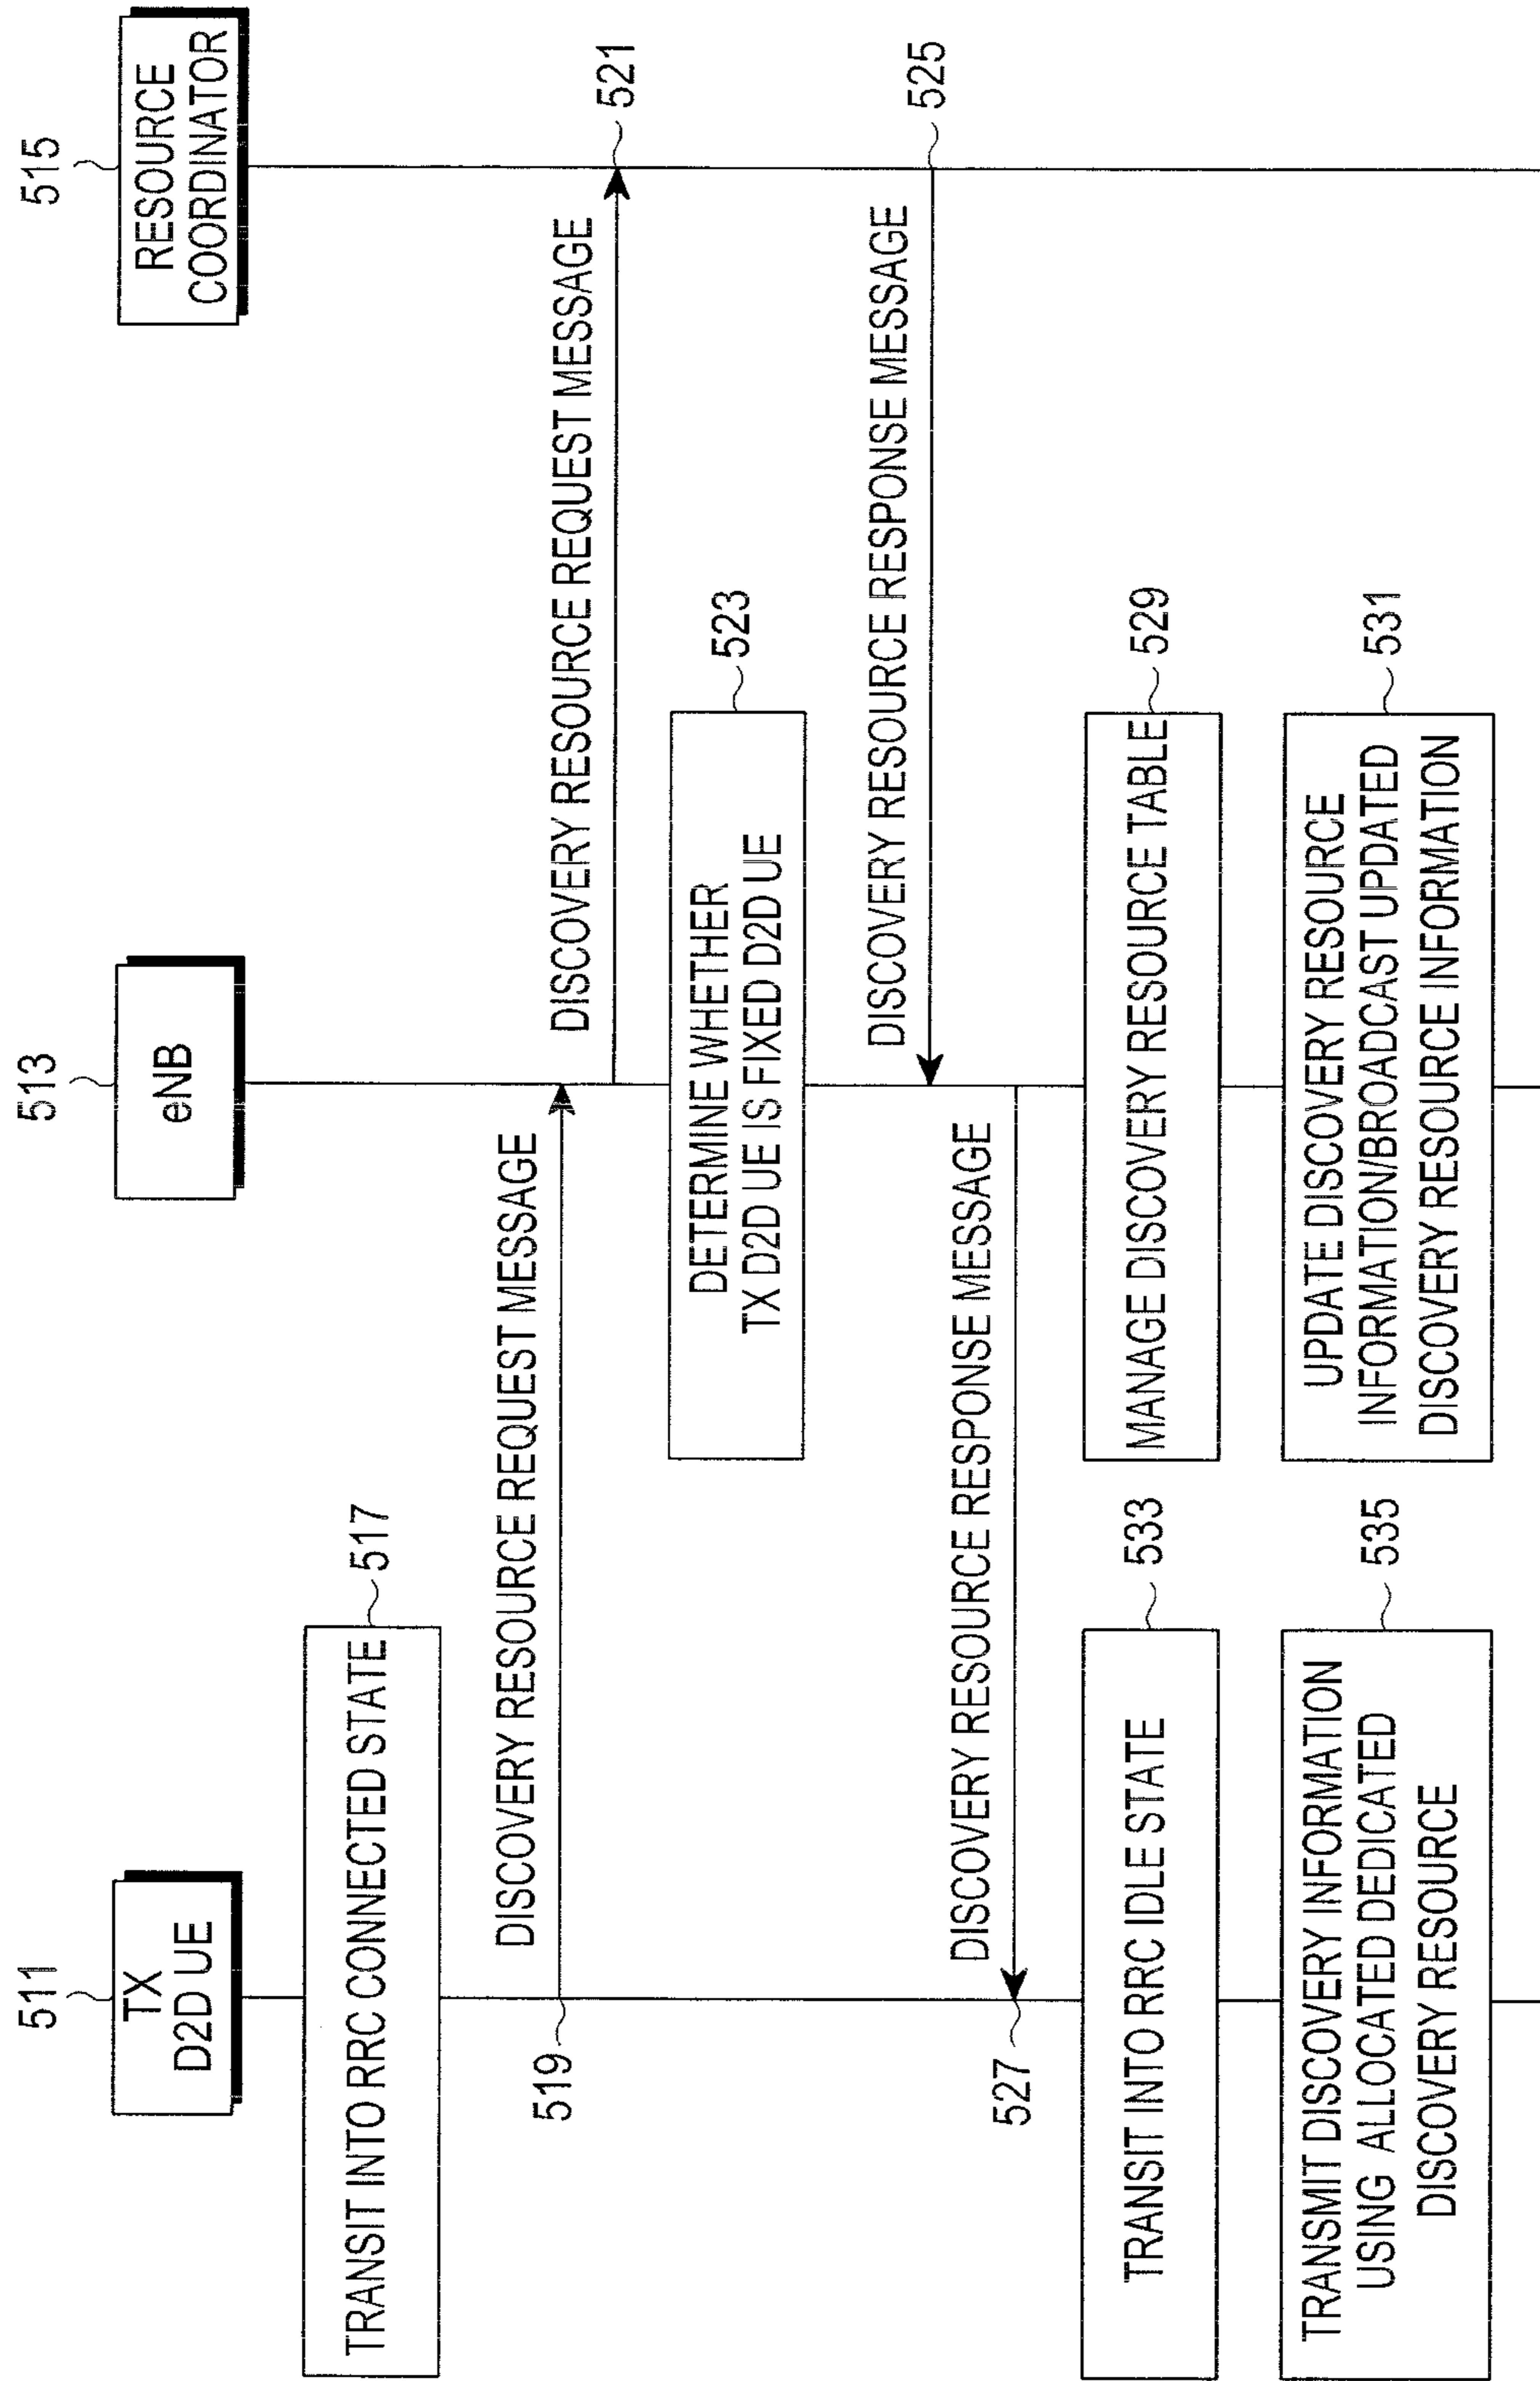 511
TX
D2D UE
513
eNB
515
RESOURCE
COORDINATOR
TRANSIT INTO RRC CONNECTED STATE
517
DISCOVERY RESOURCE REQUEST MESSAGE
519
DISCOVERY RESOURCE REQUEST MESSAGE
521
DETERMINE WHETHER
TX D2D UE IS FIXED D2D UE
523
DISCOVERY RESOURCE RESPONSE MESSAGE
525
DISCOVERY RESOURCE RESPONSE MESSAGE
527
TRANSIT INTO RRC IDLE STATE
533
MANAGE DISCOVERY RESOURCE TABLE
529
TRANSMIT DISCOVERY INFORMATION
USING ALLOCATED DEDICATED
DISCOVERY RESOURCE
535
UPDATE DISCOVERY RESOURCE
INFORMATION/BROADCAST UPDATED
DISCOVERY RESOURCE INFORMATION
531